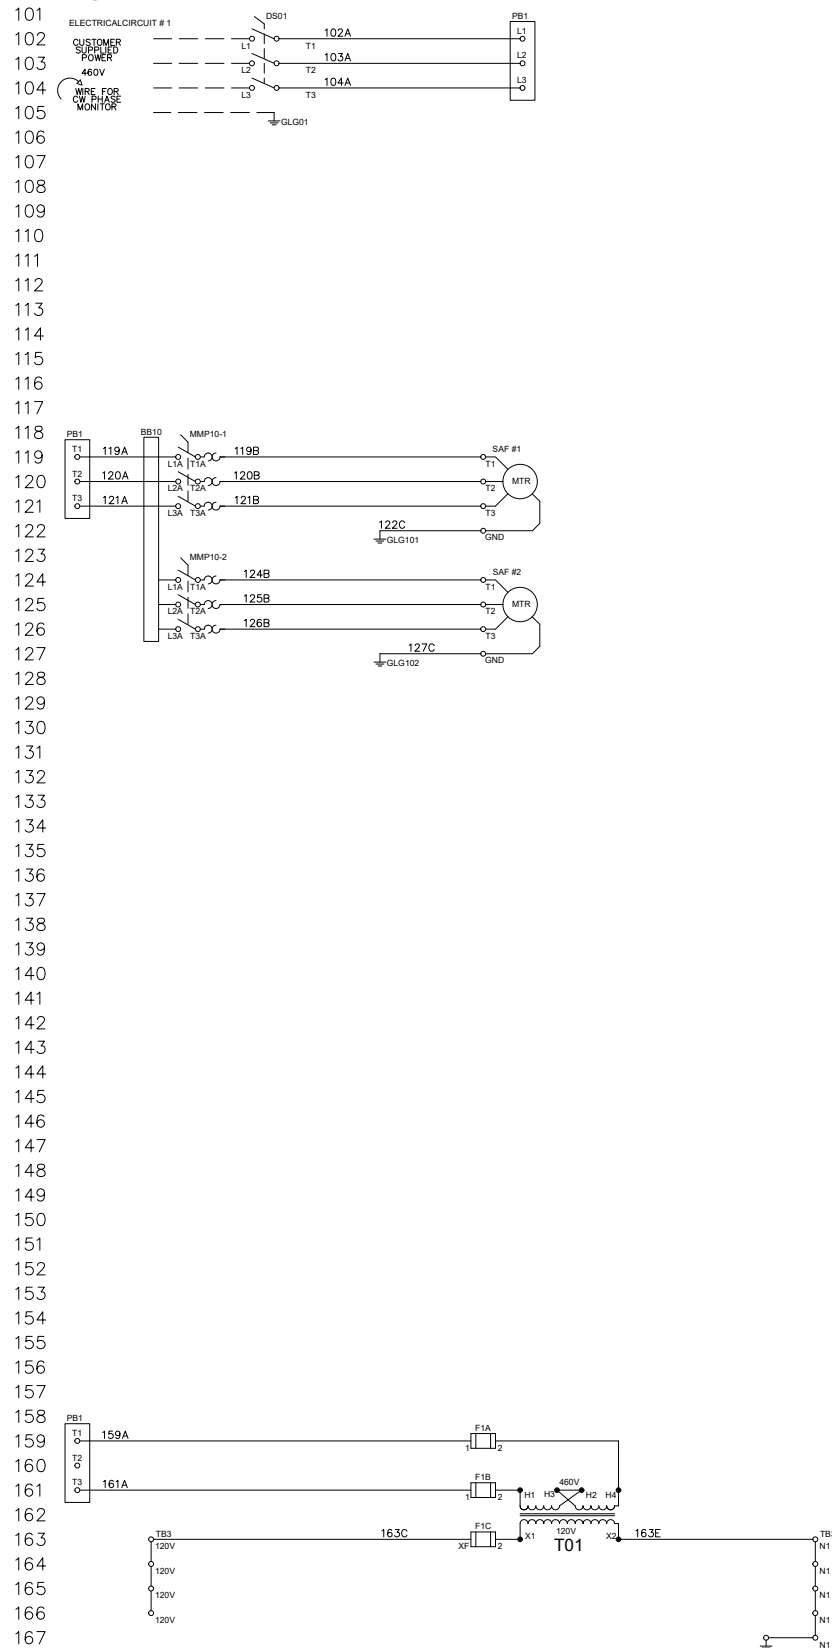 101
ELECTRICALCIRCUIT # 1 DS01 PB1
102 CUSTOMER SUPPLIED POWER L1 T1 102A L1
103 460V L2 T2 103A L2
104 WIRE FOR CW PHASE MONITOR L3 T3 104A L3
105 GLG01
106
107
108
109
110
111
112
113
114
115
116
117
118 PB1 BB10 MMP10-1 SAF #1
119 T1 119A L1A T1A 119B T1
120 T2 120A L2A T2A 120B T2 MTR
121 T3 121A L3A T3A 121B T3
122 122C GLG101 GND
123 MMP10-2
124 L1A T1A 124B T1 SAF #2
125 L2A T2A 125B T2 MTR
126 L3A T3A 126B T3
127 127C GLG102 GND
128
129
130
131
132
133
134
135
136
137
138
139
140
141
142
143
144
145
146
147
148
149
150
151
152
153
154
155
156
157
158 PB1 F1A
159 T1 159A 1 2
160 T2 F1B
161 T3 161A 1 2 H1 H3 460V H2 H4
162 F1C
163 TB3 120V 163C XF 2 X1 120V X2 163E N1
T01
164 120V N1
165 120V N1
166 120V N1
167 N1